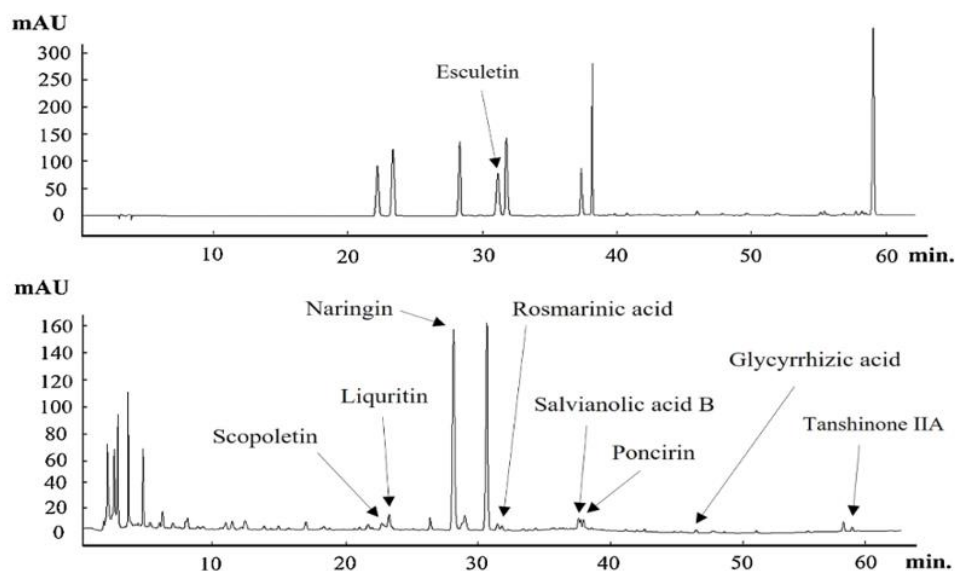 mAU
300
250
200
150
100
50
0
Esculetin
10 20 30 40 50 60 min.
mAU
160
140
120
100
80
60
40
20
0
Naringin
Rosmarinic acid
Liquritin
Scopoletin
Salvianolic acid B
Poncirin
Glycyrrhizic acid
Tanshinone IIA
10 20 30 40 50 60 min.